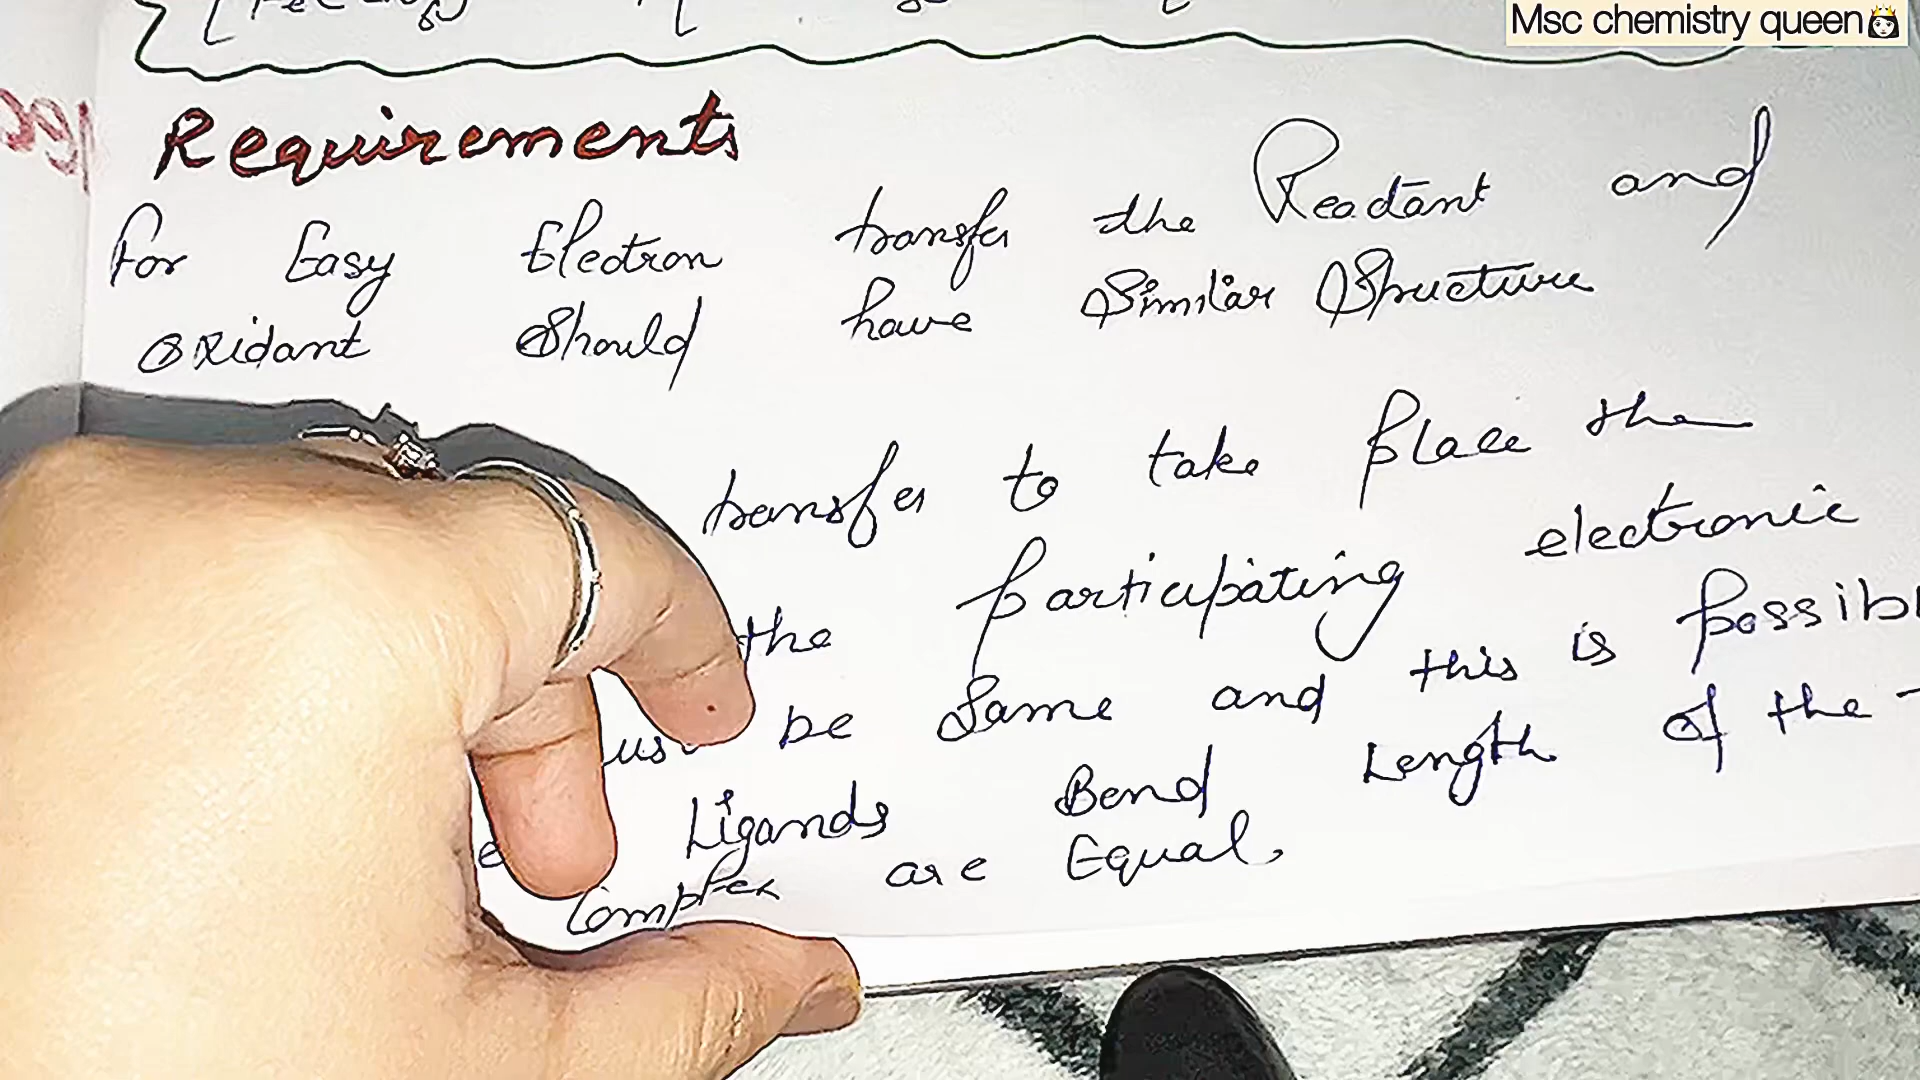 Msc chemistry queen👸🏻
Requirements
For Easy Electron transfer the Reactant and
oxidant should have Similar Structure
transfer to take place the
the participating electronic
be Same and this is possibl
Ligands Bond Length of the
Complex are Equal.